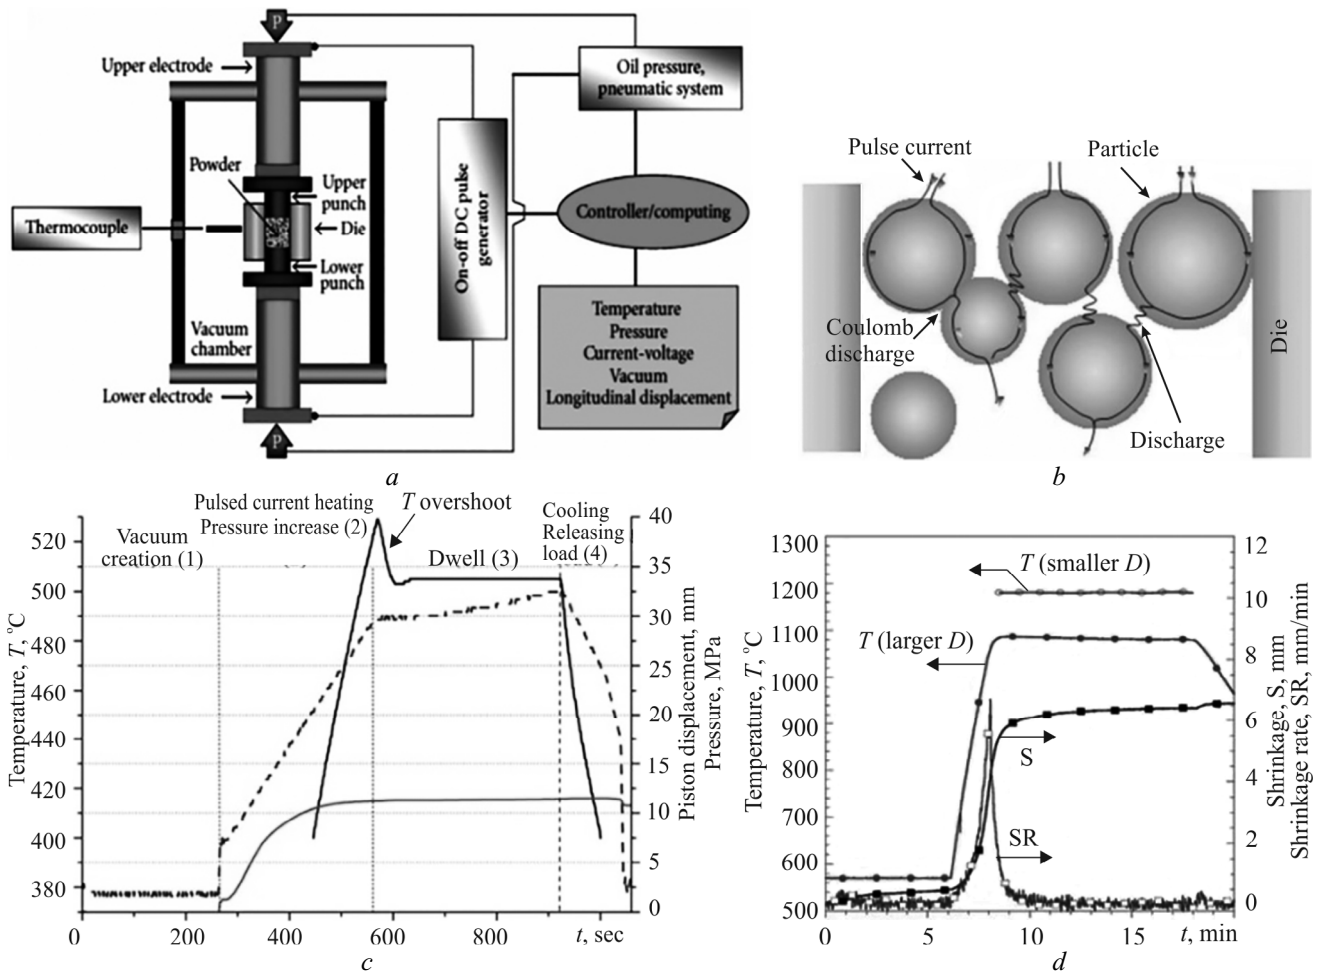 P
Upper electrode
Oil pressure,
pneumatic system
Powder
Upper
punch
Thermocouple
Die
Lower
punch
On-off DC pulse
generator
Controller/computing
Vacuum
chamber
Temperature
Pressure
Current-voltage
Vacuum
Longitudinal displacement
Lower electrode
P
a
Pulse current
Particle
Coulomb
discharge
Die
Discharge
b
Pulsed current heating
Pressure increase (2)
T overshoot
Cooling
Releasing
load (4)
Vacuum
creation (1)
Dwell (3)
Temperature, T, °C
520
500
480
460
440
420
400
380
40
35
30
25
20
15
10
5
0
Piston displacement, mm
Pressure, MPa
0
200
400
600
800
t, sec
c
1300
1200
1100
1000
900
800
700
600
500
Temperature, T, °C
T (smaller D)
T (larger D)
S
SR
12
10
8
6
4
2
0
Shrinkage, S, mm
Shrinkage rate, SR, mm/min
0
5
10
15
t, min
d